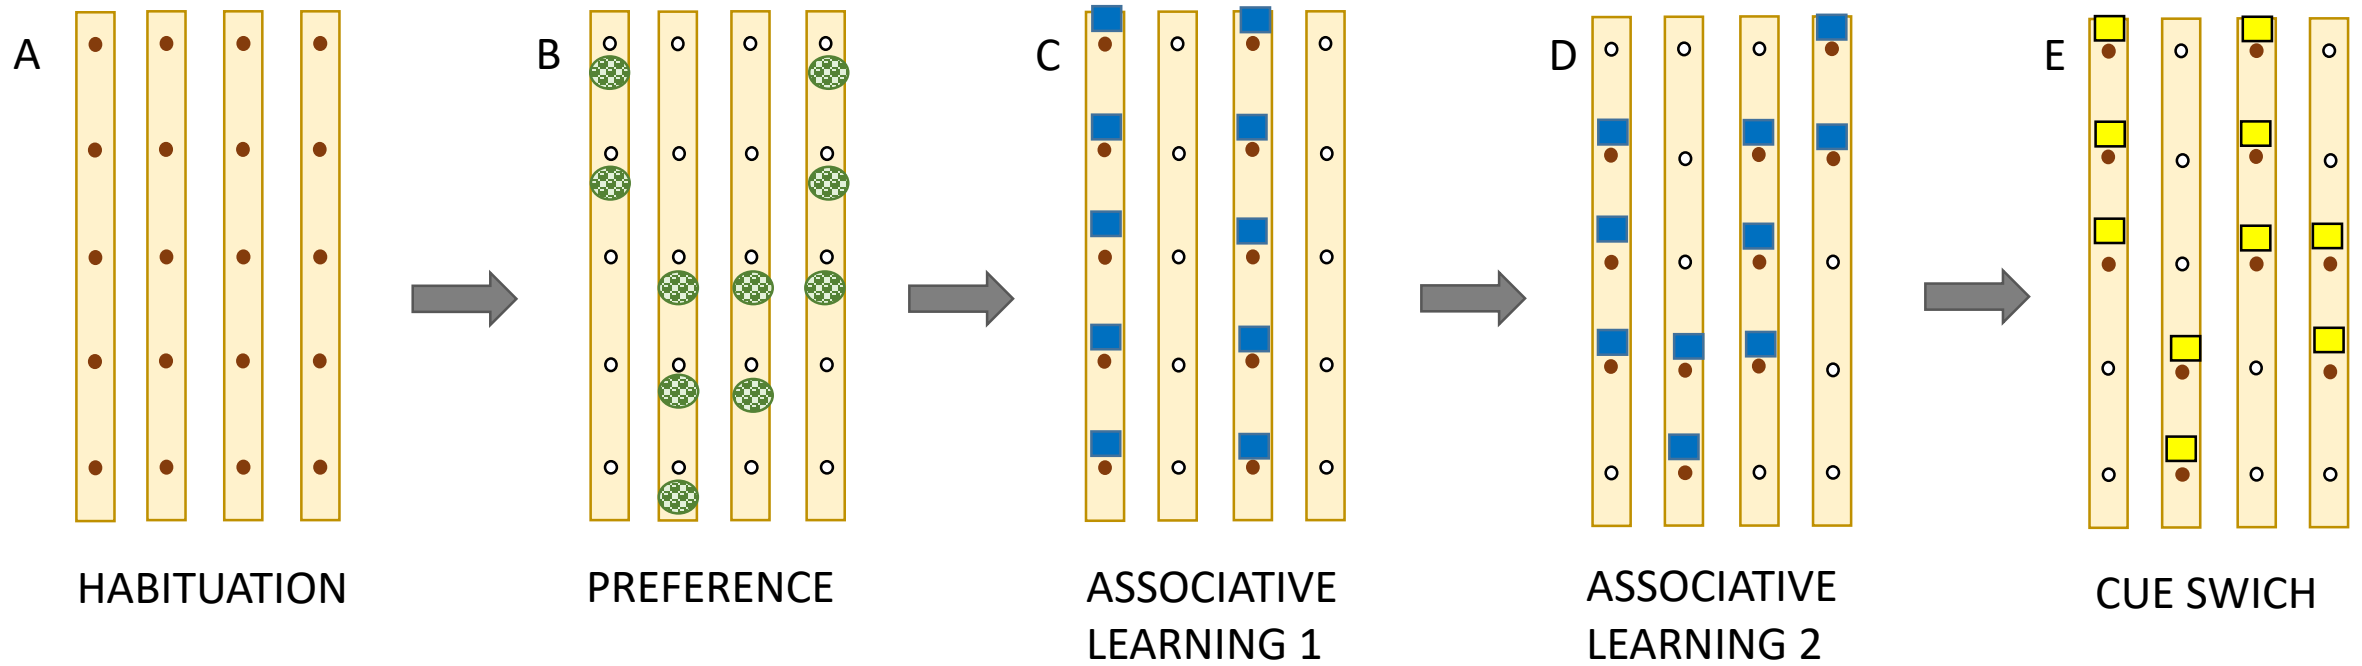 A
B
C
D
E
HABITUATION
PREFERENCE
ASSOCIATIVE
LEARNING 1
ASSOCIATIVE
LEARNING 2
CUE SWICH